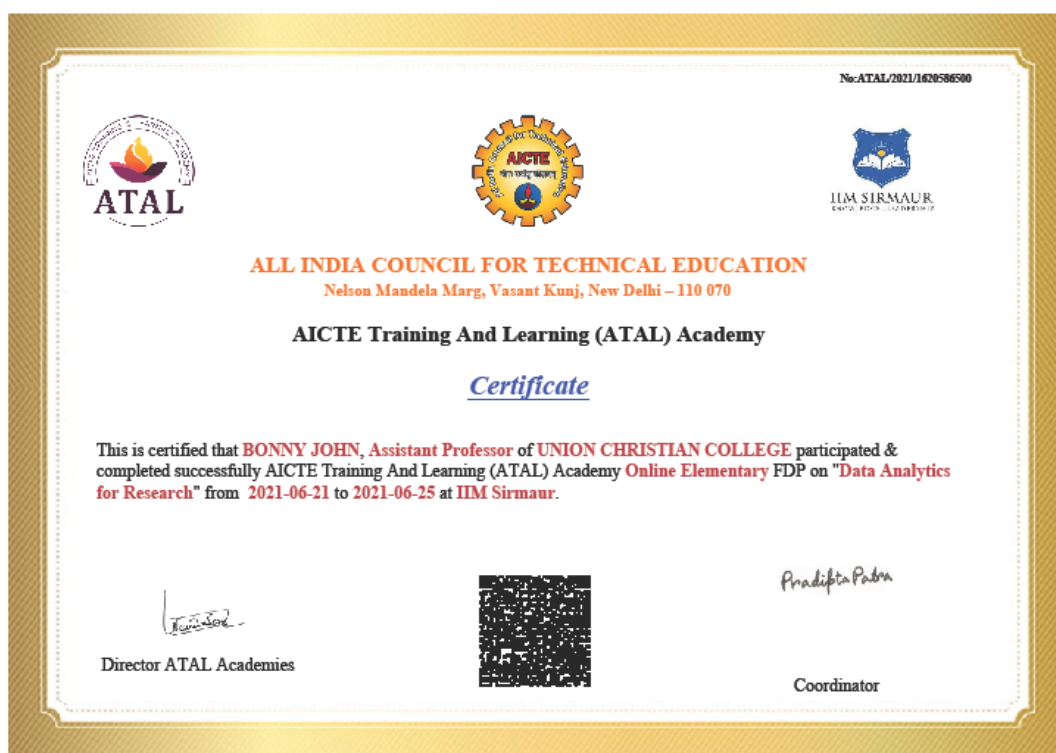 No:ATAL/2021/1620586500
ATAL
AICTE
IIM SIRMAUR
ALL INDIA COUNCIL FOR TECHNICAL EDUCATION
Nelson Mandela Marg, Vasant Kunj, New Delhi – 110 070
AICTE Training And Learning (ATAL) Academy
Certificate
This is certified that BONNY JOHN, Assistant Professor of UNION CHRISTIAN COLLEGE participated &
completed successfully AICTE Training And Learning (ATAL) Academy Online Elementary FDP on "Data Analytics
for Research" from 2021-06-21 to 2021-06-25 at IIM Sirmaur.
Pradipta Patra
Director ATAL Academies
Coordinator